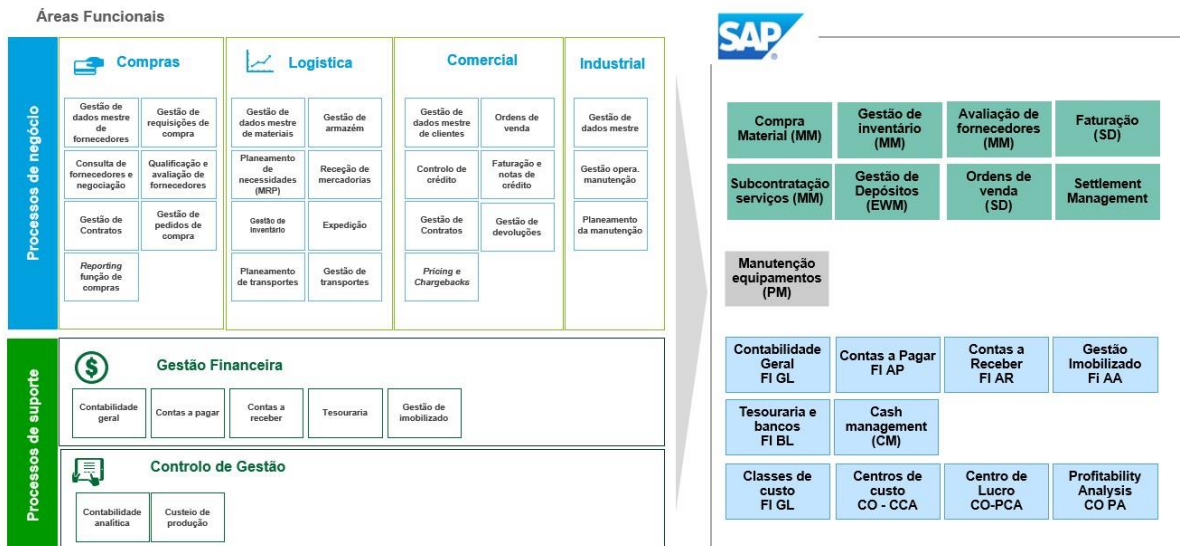 Áreas Funcionais
Processos de negócio
Compras
Gestão de
dados mestre
de
fornecedores
Gestão de
requisições de
compra
Consulta de
fornecedores e
negociação
Qualificação e
avaliação de
fornecedores
Gestão de
Contratos
Gestão de
pedidos de
compra
Reporting
função de
compras
Logística
Gestão de
dados mestre
de materiais
Gestão de
armazém
Planeamento
de
necessidades
(MRP)
Receção de
mercadorias
Gestão de
Inventário
Expedição
Planeamento
de transportes
Gestão de
transportes
Comercial
Gestão de
dados mestre
de clientes
Ordens de
venda
Controlo de
crédito
Faturação e
notas de
crédito
Gestão de
Contratos
Gestão de
devoluções
Pricing e
Chargebacks
Industrial
Gestão de
dados mestre
Gestão opera.
manutenção
Planeamento
da manutenção
Processos de suporte
Gestão Financeira
Contabilidade
geral
Contas a pagar
Contas a
receber
Tesouraria
Gestão de
imobilizado
Controlo de Gestão
Contabilidade
analítica
Custeio de
produção
SAP
Compra
Material (MM)
Gestão de
inventário
(MM)
Avaliação de
fornecedores
(MM)
Faturação
(SD)
Subcontratação
serviços (MM)
Gestão de
Depósitos
(EWM)
Ordens de
venda
(SD)
Settlement
Management
Manutenção
equipamentos
(PM)
Contabilidade
Geral
FI GL
Contas a Pagar
FI AP
Contas a
Receber
FI AR
Gestão
Imobilizado
Fi AA
Tesouraria e
bancos
FI BL
Cash
management
(CM)
Classes de
custo
FI GL
Centros de
custo
CO - CCA
Centro de
Lucro
CO-PCA
Profitability
Analysis
CO PA